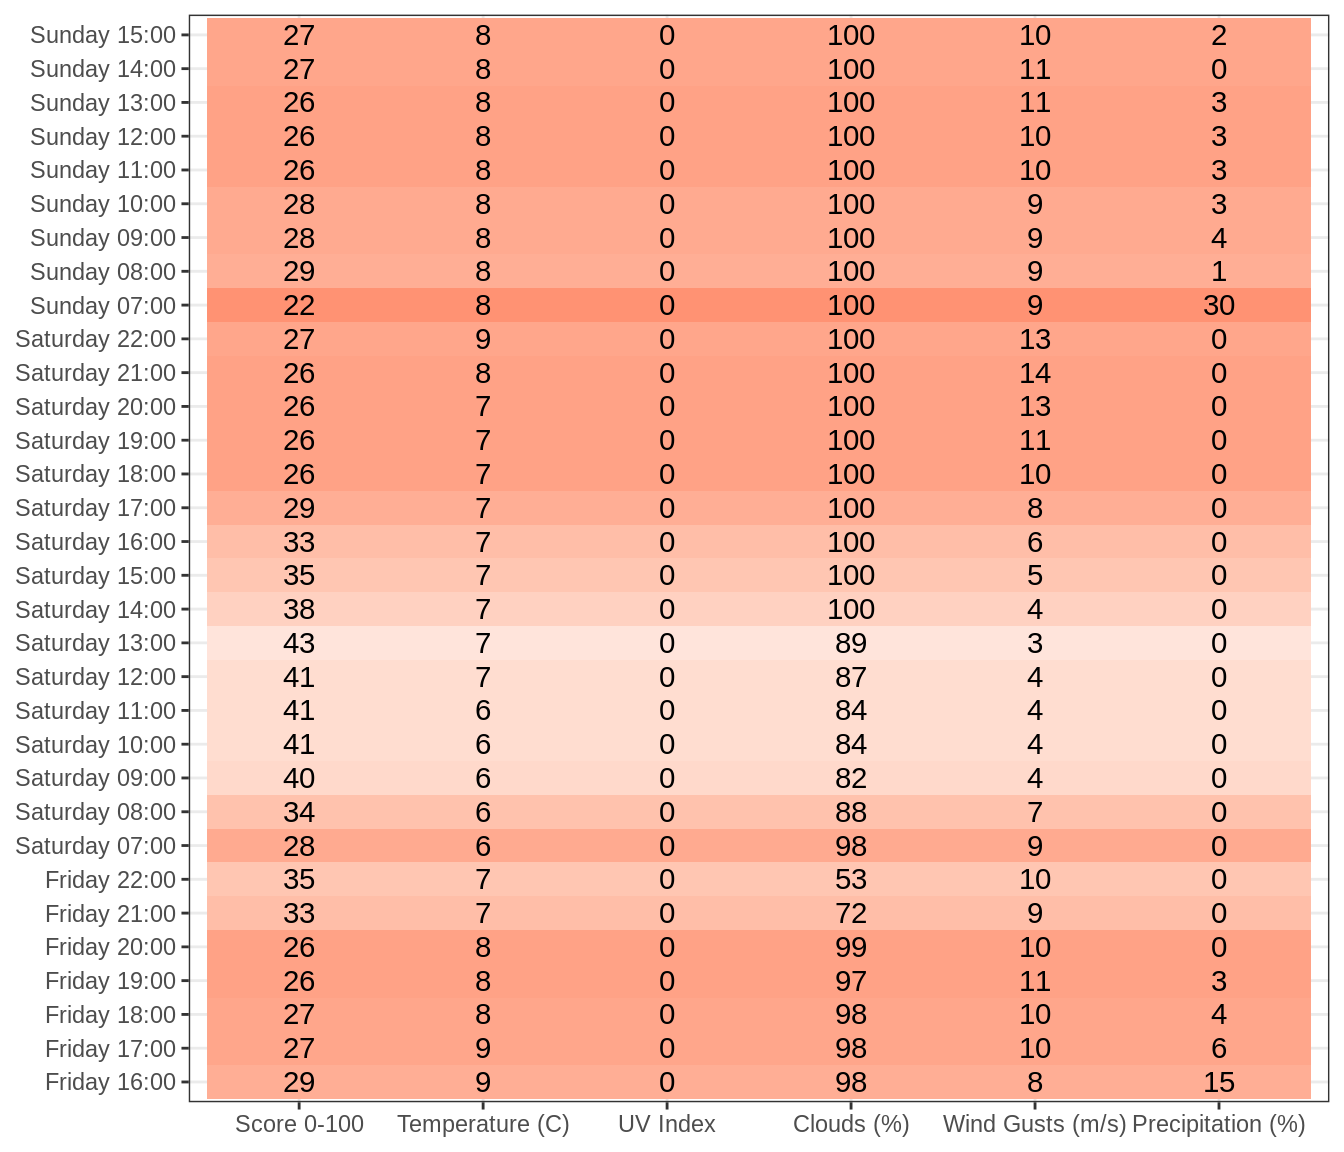 Sunday 15:00 27 8 0 100 10 2
Sunday 14:00 27 8 0 100 11 0
Sunday 13:00 26 8 0 100 11 3
Sunday 12:00 26 8 0 100 10 3
Sunday 11:00 26 8 0 100 10 3
Sunday 10:00 28 8 0 100 9 3
Sunday 09:00 28 8 0 100 9 4
Sunday 08:00 29 8 0 100 9 1
Sunday 07:00 22 8 0 100 9 30
Saturday 22:00 27 9 0 100 13 0
Saturday 21:00 26 8 0 100 14 0
Saturday 20:00 26 7 0 100 13 0
Saturday 19:00 26 7 0 100 11 0
Saturday 18:00 26 7 0 100 10 0
Saturday 17:00 29 7 0 100 8 0
Saturday 16:00 33 7 0 100 6 0
Saturday 15:00 35 7 0 100 5 0
Saturday 14:00 38 7 0 100 4 0
Saturday 13:00 43 7 0 89 3 0
Saturday 12:00 41 7 0 87 4 0
Saturday 11:00 41 6 0 84 4 0
Saturday 10:00 41 6 0 84 4 0
Saturday 09:00 40 6 0 82 4 0
Saturday 08:00 34 6 0 88 7 0
Saturday 07:00 28 6 0 98 9 0
Friday 22:00 35 7 0 53 10 0
Friday 21:00 33 7 0 72 9 0
Friday 20:00 26 8 0 99 10 0
Friday 19:00 26 8 0 97 11 3
Friday 18:00 27 8 0 98 10 4
Friday 17:00 27 9 0 98 10 6
Friday 16:00 29 9 0 98 8 15
Score 0-100 Temperature (C) UV Index Clouds (%) Wind Gusts (m/s) Precipitation (%)